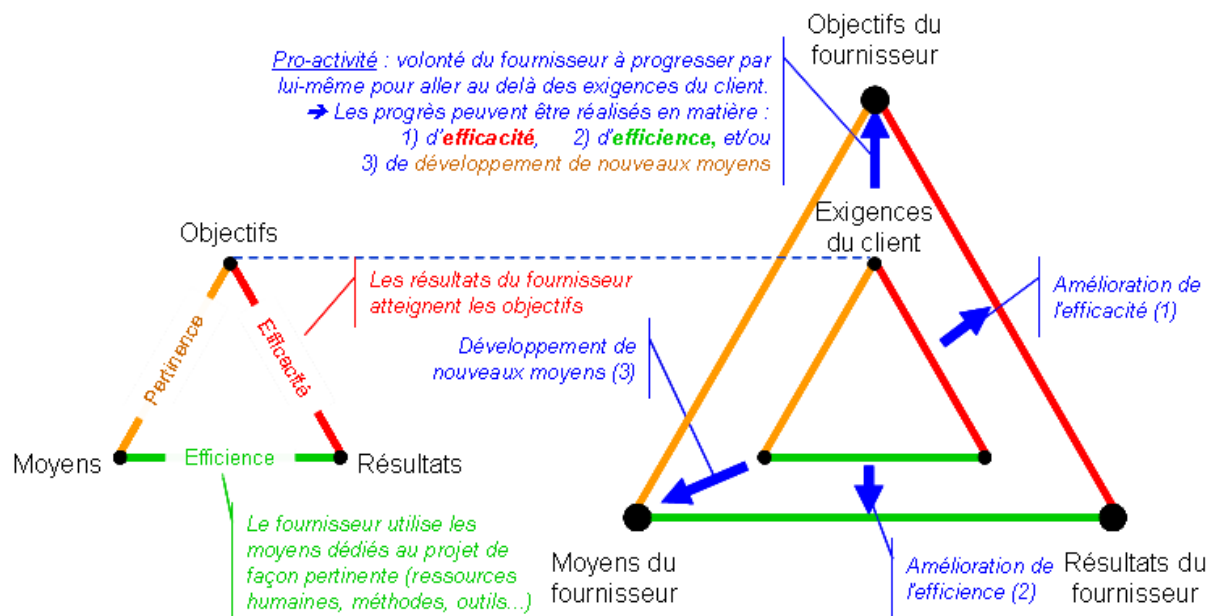 Objectifs du
fournisseur
Pro-activité : volonté du fournisseur à progresser par
lui-même pour aller au delà des exigences du client.
➔ Les progrès peuvent être réalisés en matière :
1) d'efficacité, 2) d'efficience, et/ou
3) de développement de nouveaux moyens
Exigences
du client
Objectifs
Les résultats du fournisseur
atteignent les objectifs
Amélioration de
l'efficacité (1)
Pertinence
Efficacité
Développement de
nouveaux moyens (3)
Moyens
Efficience
Résultats
Le fournisseur utilise les
moyens dédiés au projet de
façon pertinente (ressources
humaines, méthodes, outils...)
Moyens du
fournisseur
Amélioration de
l'efficience (2)
Résultats du
fournisseur